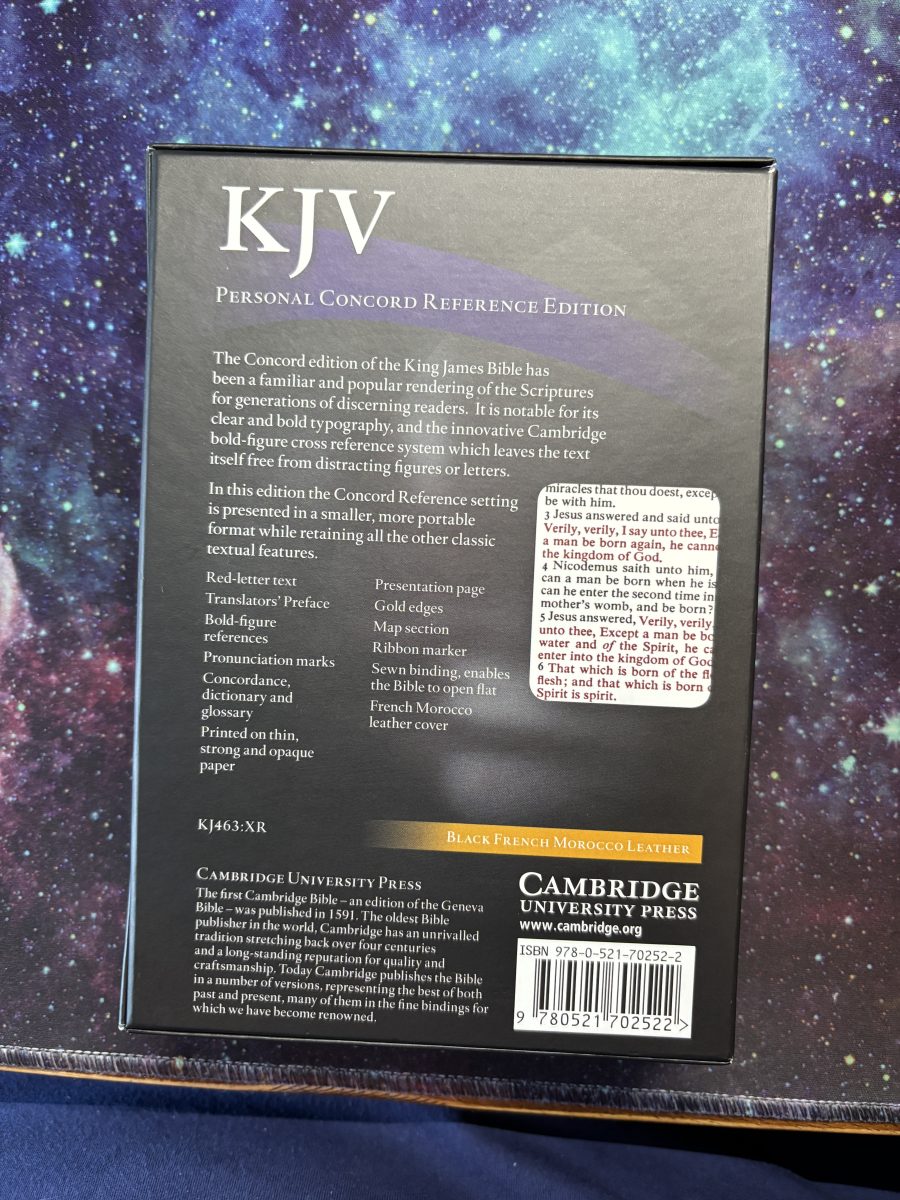 KJV
Personal Concord Reference Edition
The Concord edition of the King James Bible has
been a familiar and popular rendering of the Scriptures
for generations of discerning readers. It is notable for its
clear and bold typography, and the innovative Cambridge
bold-figure cross reference system which leaves the text
itself free from distracting figures or letters.
In this edition the Concord Reference setting
is presented in a smaller, more portable
format while retaining all the other classic
textual features.
Red-letter text
Translators' Preface
Bold-figure
references
Pronunciation marks
Concordance,
dictionary and
glossary
Printed on thin,
strong and opaque
paper
Presentation page
Gold edges
Map section
Ribbon marker
Sewn binding, enables
the Bible to open flat
French Morocco
leather cover
miracles that thou doest, excep
be with him.
3 Jesus answered and said unto
Verily, verily, I say unto thee, E
a man be born again, he canno
the kingdom of God.
4 Nicodemus saith unto him,
can a man be born when he is
can he enter the second time in
mother's womb, and be born?
5 Jesus answered, Verily, verily
unto thee, Except a man be bo
water and of the Spirit, he ca
enter into the kingdom of God
6 That which is born of the fl
flesh; and that which is born
Spirit is spirit.
KJ463:XR
Black French Morocco Leather
Cambridge University Press
The first Cambridge Bible – an edition of the Geneva
Bible – was published in 1591. The oldest Bible
publisher in the world, Cambridge has an unrivalled
tradition stretching back over four centuries
and a long-standing reputation for quality and
craftsmanship. Today Cambridge publishes the Bible
in a number of versions, representing the best of both
past and present, many of them in the fine bindings for
which we have become renowned.
CAMBRIDGE
UNIVERSITY PRESS
www.cambridge.org
ISBN 978-0-521-70252-2
9 780521 702522 >